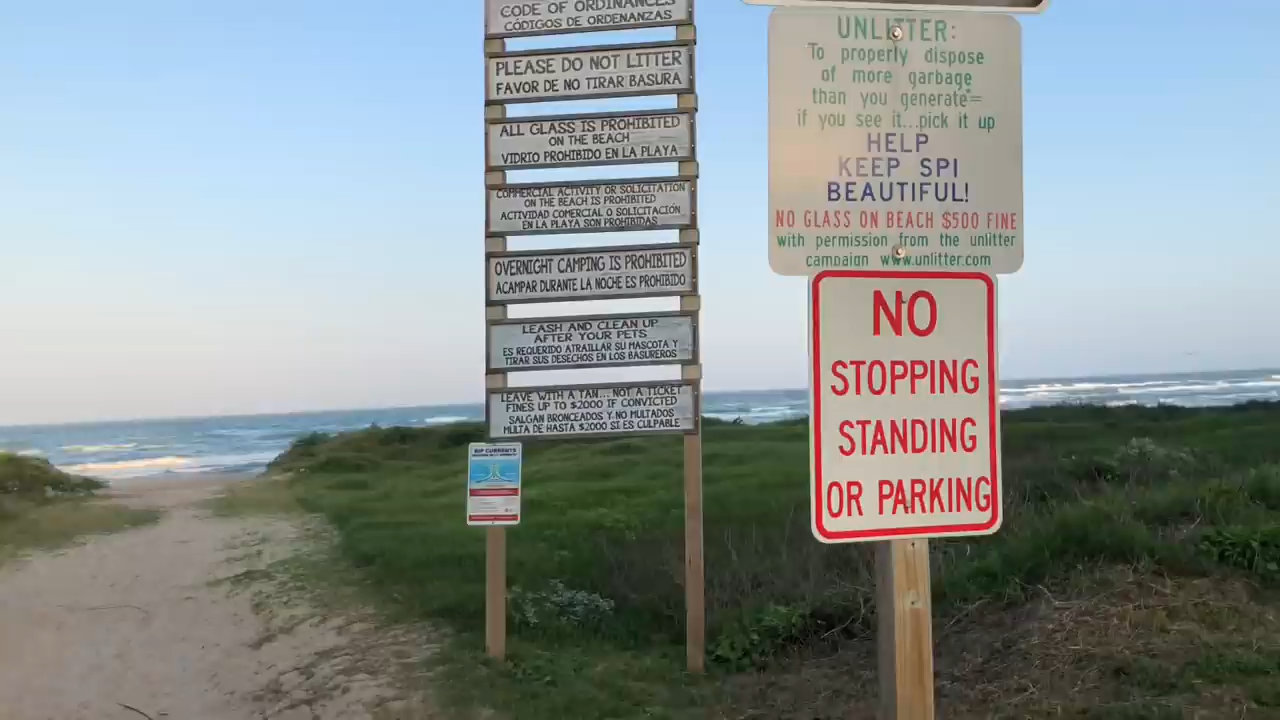 CODE OF ORDINANCES
CÓDIGOS DE ORDENANZAS
PLEASE DO NOT LITTER
FAVOR DE NO TIRAR BASURA
ALL GLASS IS PROHIBITED
ON THE BEACH
VIDRIO PROHIBIDO EN LA PLAYA
COMMERCIAL ACTIVITY OR SOLICITATION
ON THE BEACH IS PROHIBITED
ACTIVIDAD COMERCIAL O SOLICITACIÓN
EN LA PLAYA SON PROHIBIDAS
OVERNIGHT CAMPING IS PROHIBITED
ACAMPAR DURANTE LA NOCHE ES PROHIBIDO
LEASH AND CLEAN UP
AFTER YOUR PETS
ES REQUERIDO ATRAILLAR SU MASCOTA Y
TIRAR SUS DESECHOS EN LOS BASUREROS
LEAVE WITH A TAN... NOT A TICKET
FINES UP TO $2000 IF CONVICTED
SALGAN BRONCEADOS Y NO MULTADOS
MULTA DE HASTA $2000 SI ES CULPABLE
RIP CURRENTS
UNLITTER:
To properly dispose
of more garbage
than you generate=
if you see it...pick it up
HELP
KEEP SPI
BEAUTIFUL!
NO GLASS ON BEACH $500 FINE
with permission from the unlitter
campaign www.unlitter.com
NO
STOPPING
STANDING
OR PARKING